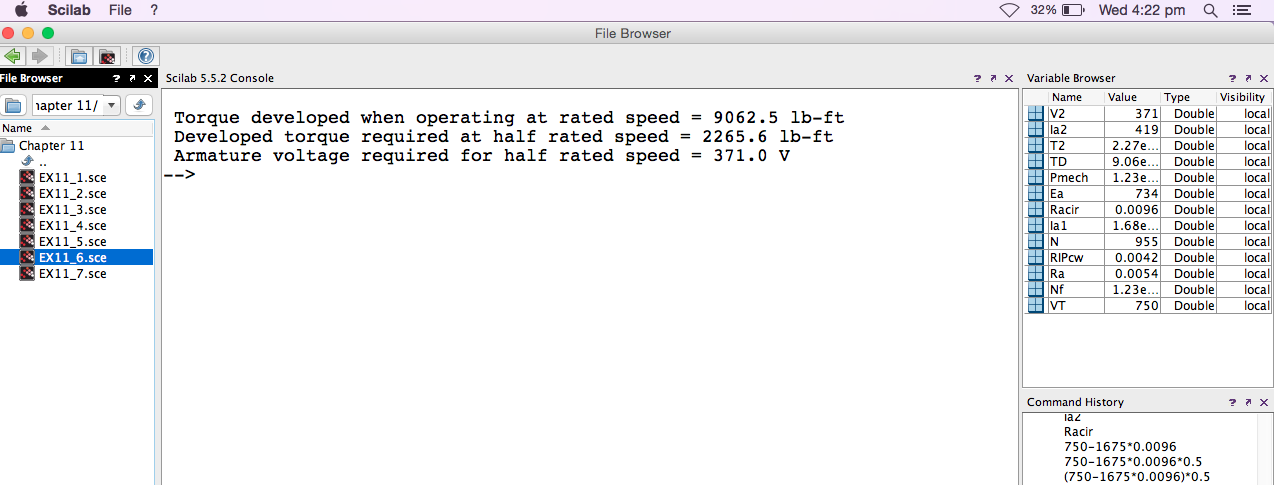 Scilab File ? 32% Wed 4:22 pm
File Browser
File Browser ? ↗ X
hapter 11/
Name
Chapter 11
..
EX11_1.sce
EX11_2.sce
EX11_3.sce
EX11_4.sce
EX11_5.sce
EX11_6.sce
EX11_7.sce
Scilab 5.5.2 Console ? ↗ X
Torque developed when operating at rated speed = 9062.5 lb-ft
Developed torque required at half rated speed = 2265.6 lb-ft
Armature voltage required for half rated speed = 371.0 V
-->
Variable Browser ? ↗ X
Name Value Type Visibility
V2 371 Double local
Ia2 419 Double local
T2 2.27e... Double local
TD 9.06e... Double local
Pmech 1.23e... Double local
Ea 734 Double local
Racir 0.0096 Double local
Ia1 1.68e... Double local
N 955 Double local
RIPcw 0.0042 Double local
Ra 0.0054 Double local
Nf 1.23e... Double local
VT 750 Double local
Command History ? ↗ X
Ia2
Racir
750-1675*0.0096
750-1675*0.0096*0.5
(750-1675*0.0096)*0.5